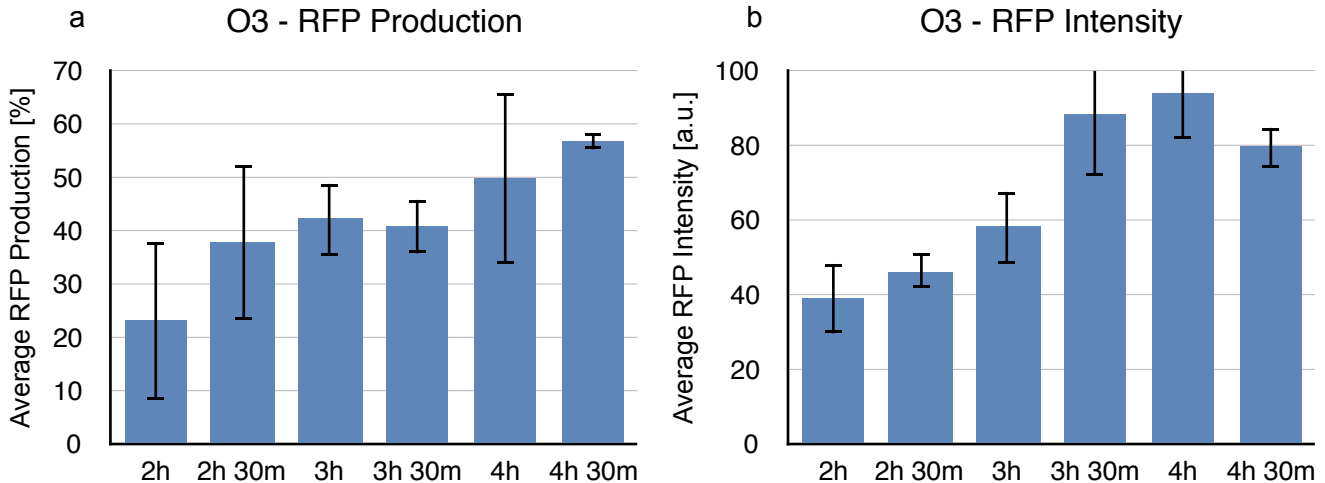 a
O3 - RFP Production
Average RFP Production [%]
70
60
50
40
30
20
10
0
2h
2h 30m
3h
3h 30m
4h
4h 30m
b
O3 - RFP Intensity
Average RFP Intensity [a.u.]
100
80
60
40
20
0
2h
2h 30m
3h
3h 30m
4h
4h 30m